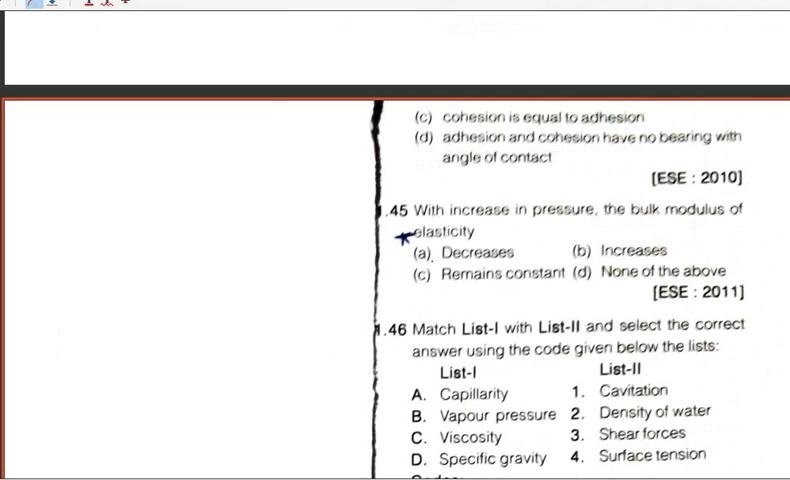 (c) cohesion is equal to adhesion
(d) adhesion and cohesion have no bearing with
angle of contact
[ESE : 2010]
1.45 With increase in pressure, the bulk modulus of
elasticity
(a) Decreases (b) Increases
(c) Remains constant (d) None of the above
[ESE : 2011]
1.46 Match List-I with List-II and select the correct
answer using the code given below the lists:
List-I List-II
A. Capillarity 1. Cavitation
B. Vapour pressure 2. Density of water
C. Viscosity 3. Shear forces
D. Specific gravity 4. Surface tension